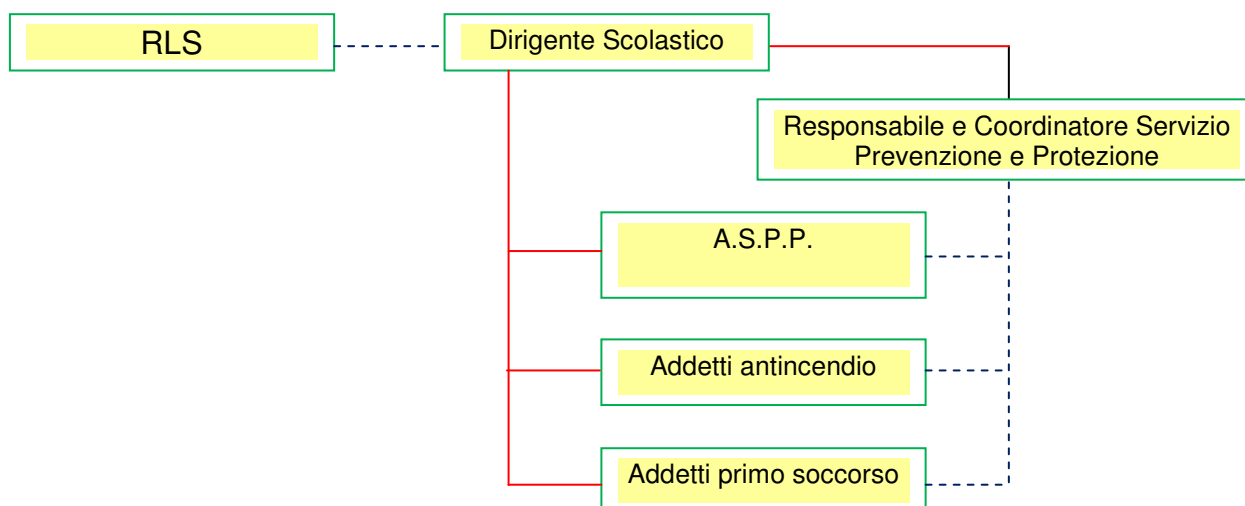 RLS
Dirigente Scolastico
Responsabile e Coordinatore Servizio
Prevenzione e Protezione
A.S.P.P.
Addetti antincendio
Addetti primo soccorso